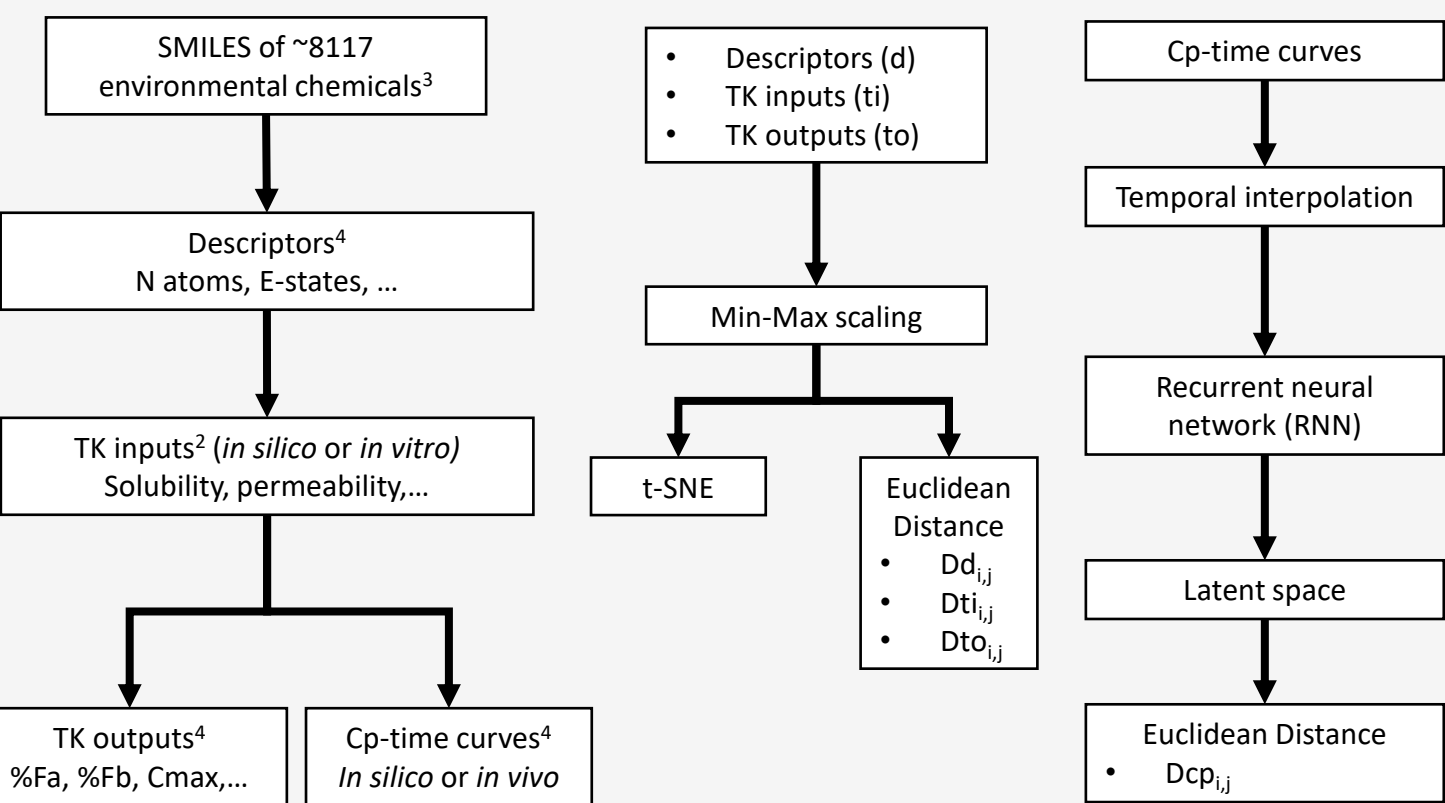 SMILES of ~8117
environmental chemicals³
Descriptors⁴
N atoms, E-states, ...
TK inputs² (in silico or in vitro)
Solubility, permeability,...
TK outputs⁴
%Fa, %Fb, Cmax,...
Cp-time curves⁴
In silico or in vivo
• Descriptors (d)
• TK inputs (ti)
• TK outputs (to)
Min-Max scaling
t-SNE
Euclidean
Distance
• Ddi,j
• Dtii,j
• Dtoi,j
Cp-time curves
Temporal interpolation
Recurrent neural
network (RNN)
Latent space
Euclidean Distance
• Dcpi,j